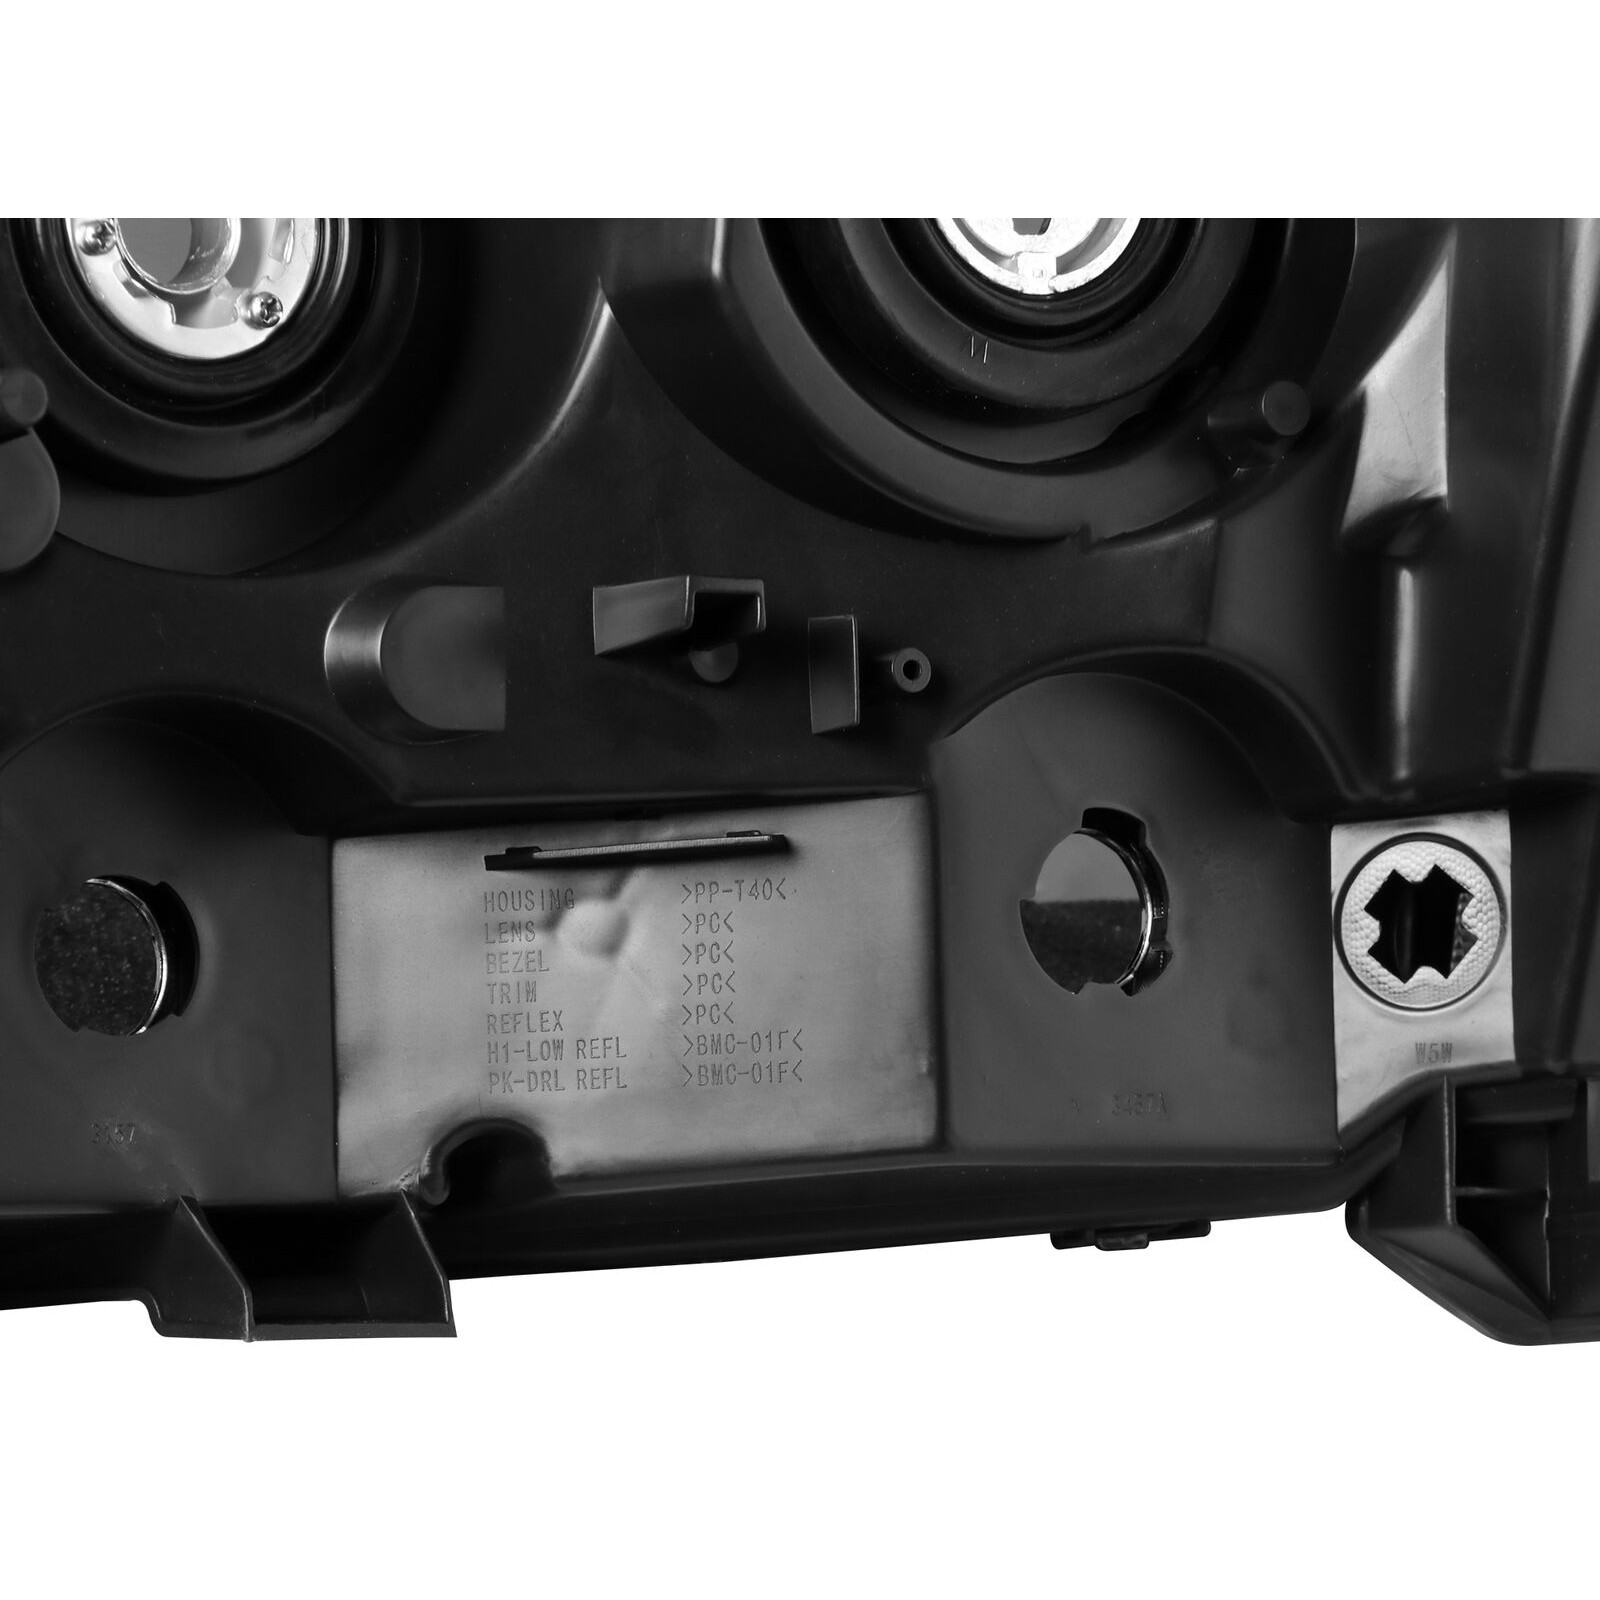 HOUSING >PP-T40<
LENS >PC<
BEZEL >PC<
TRIM >PC<
REFLEX >PC<
H1-LOW REFL >BMC-01F<
PK-DRL REFL >BMC-01F<
W5W
3157
3457A